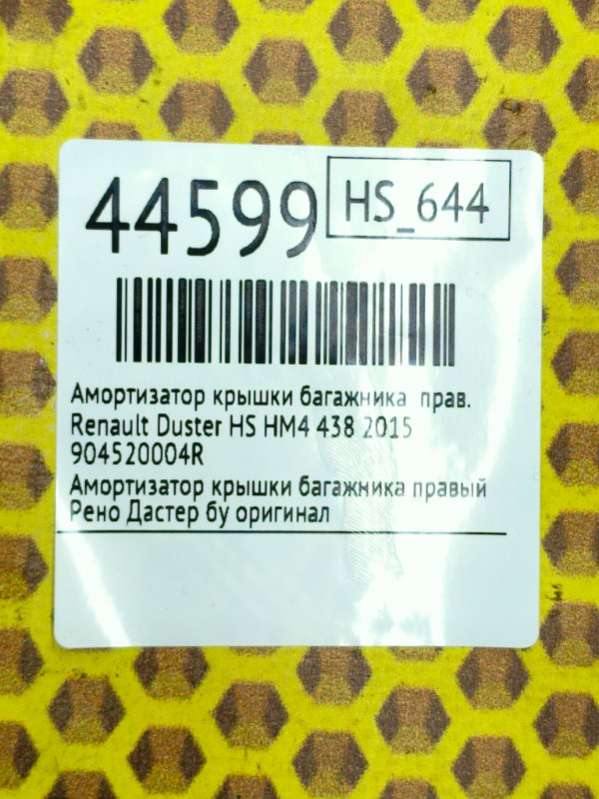 44599
HS_644
Амортизатор крышки багажника прав.
Renault Duster HS HM4 438 2015
904520004R
Амортизатор крышки багажника правый
Рено Дастер бу оригинал